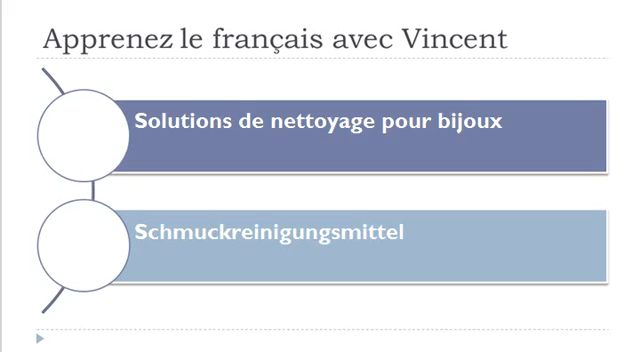 Apprenez le français avec Vincent
Solutions de nettoyage pour bijoux
Schmuckreinigungsmittel